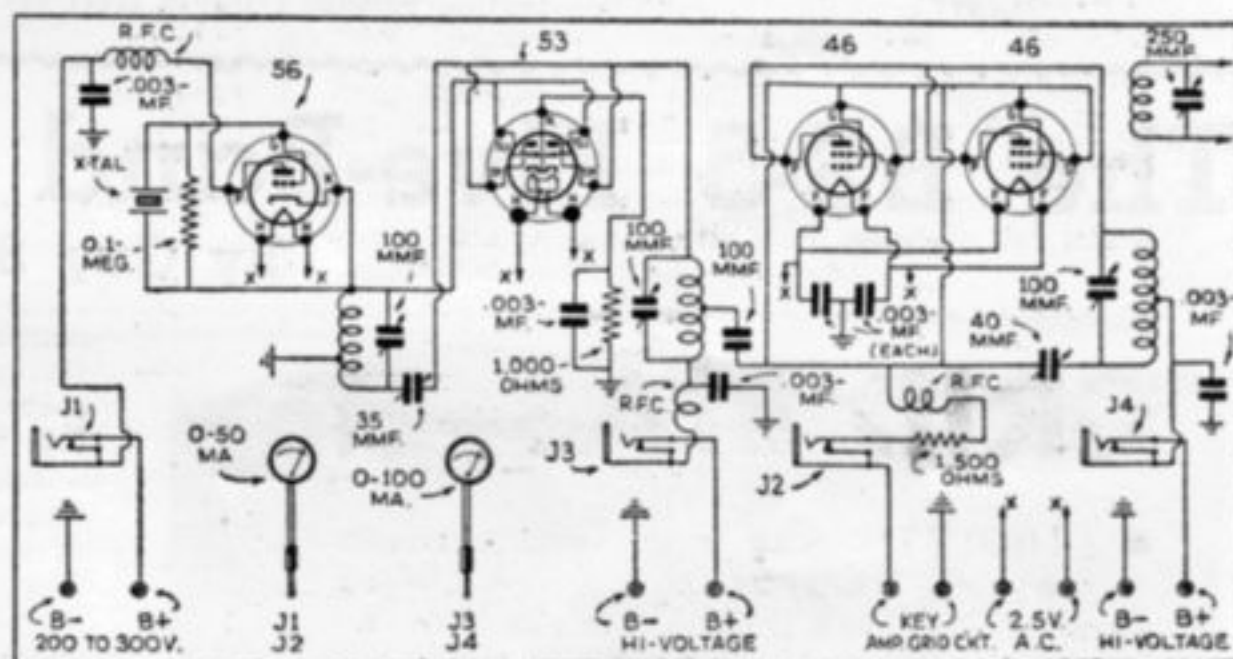 R.F.C.
56
.003-
MF.
X-TAL
0.1-
MEG.
X
X
100
MMF.
35
MMF.
53
X
X
.003-
MF.
1,000
OHMS
100
MMF.
R.F.C.
100
MMF.
.003-
MF.
46
46
X
X
.003-
MF.
(EACH)
40
MMF.
R.F.C.
1,500
OHMS
250
MMF.
100
MMF.
.003-
MF.
J1
0-50
MA.
0-100
MA.
J3
J2
J4
X
X
B-
B+
200 TO 300V.
J1
J2
J3
J4
B-
B+
HI-VOLTAGE
KEY
AMP. GRID CKT.
2.5V.
A.C.
B-
B+
HI-VOLTAGE